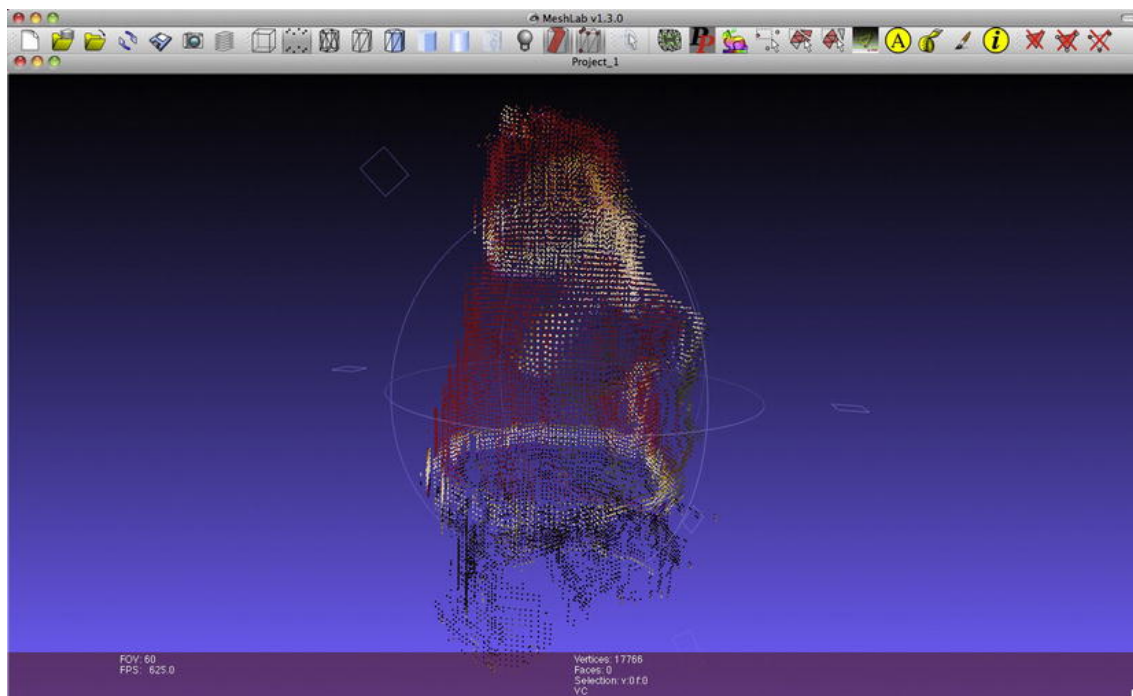 MeshLab v1.3.0
A
i
Project_1
FOV: 60
FPS: 625.0
Vertices: 17766
Faces: 0
Selection: v:0 f:0
VC